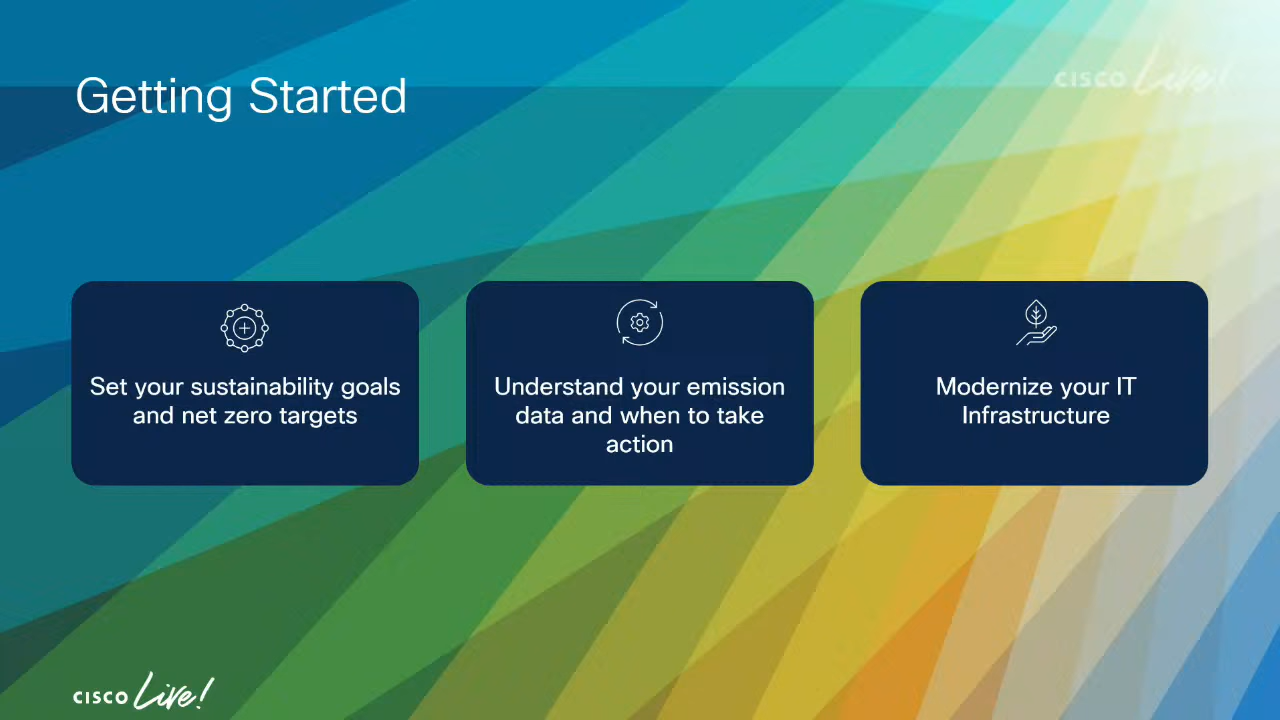 Getting Started
CISCO Live!
Set your sustainability goals
and net zero targets
Understand your emission
data and when to take
action
Modernize your IT
Infrastructure
CISCO Live!